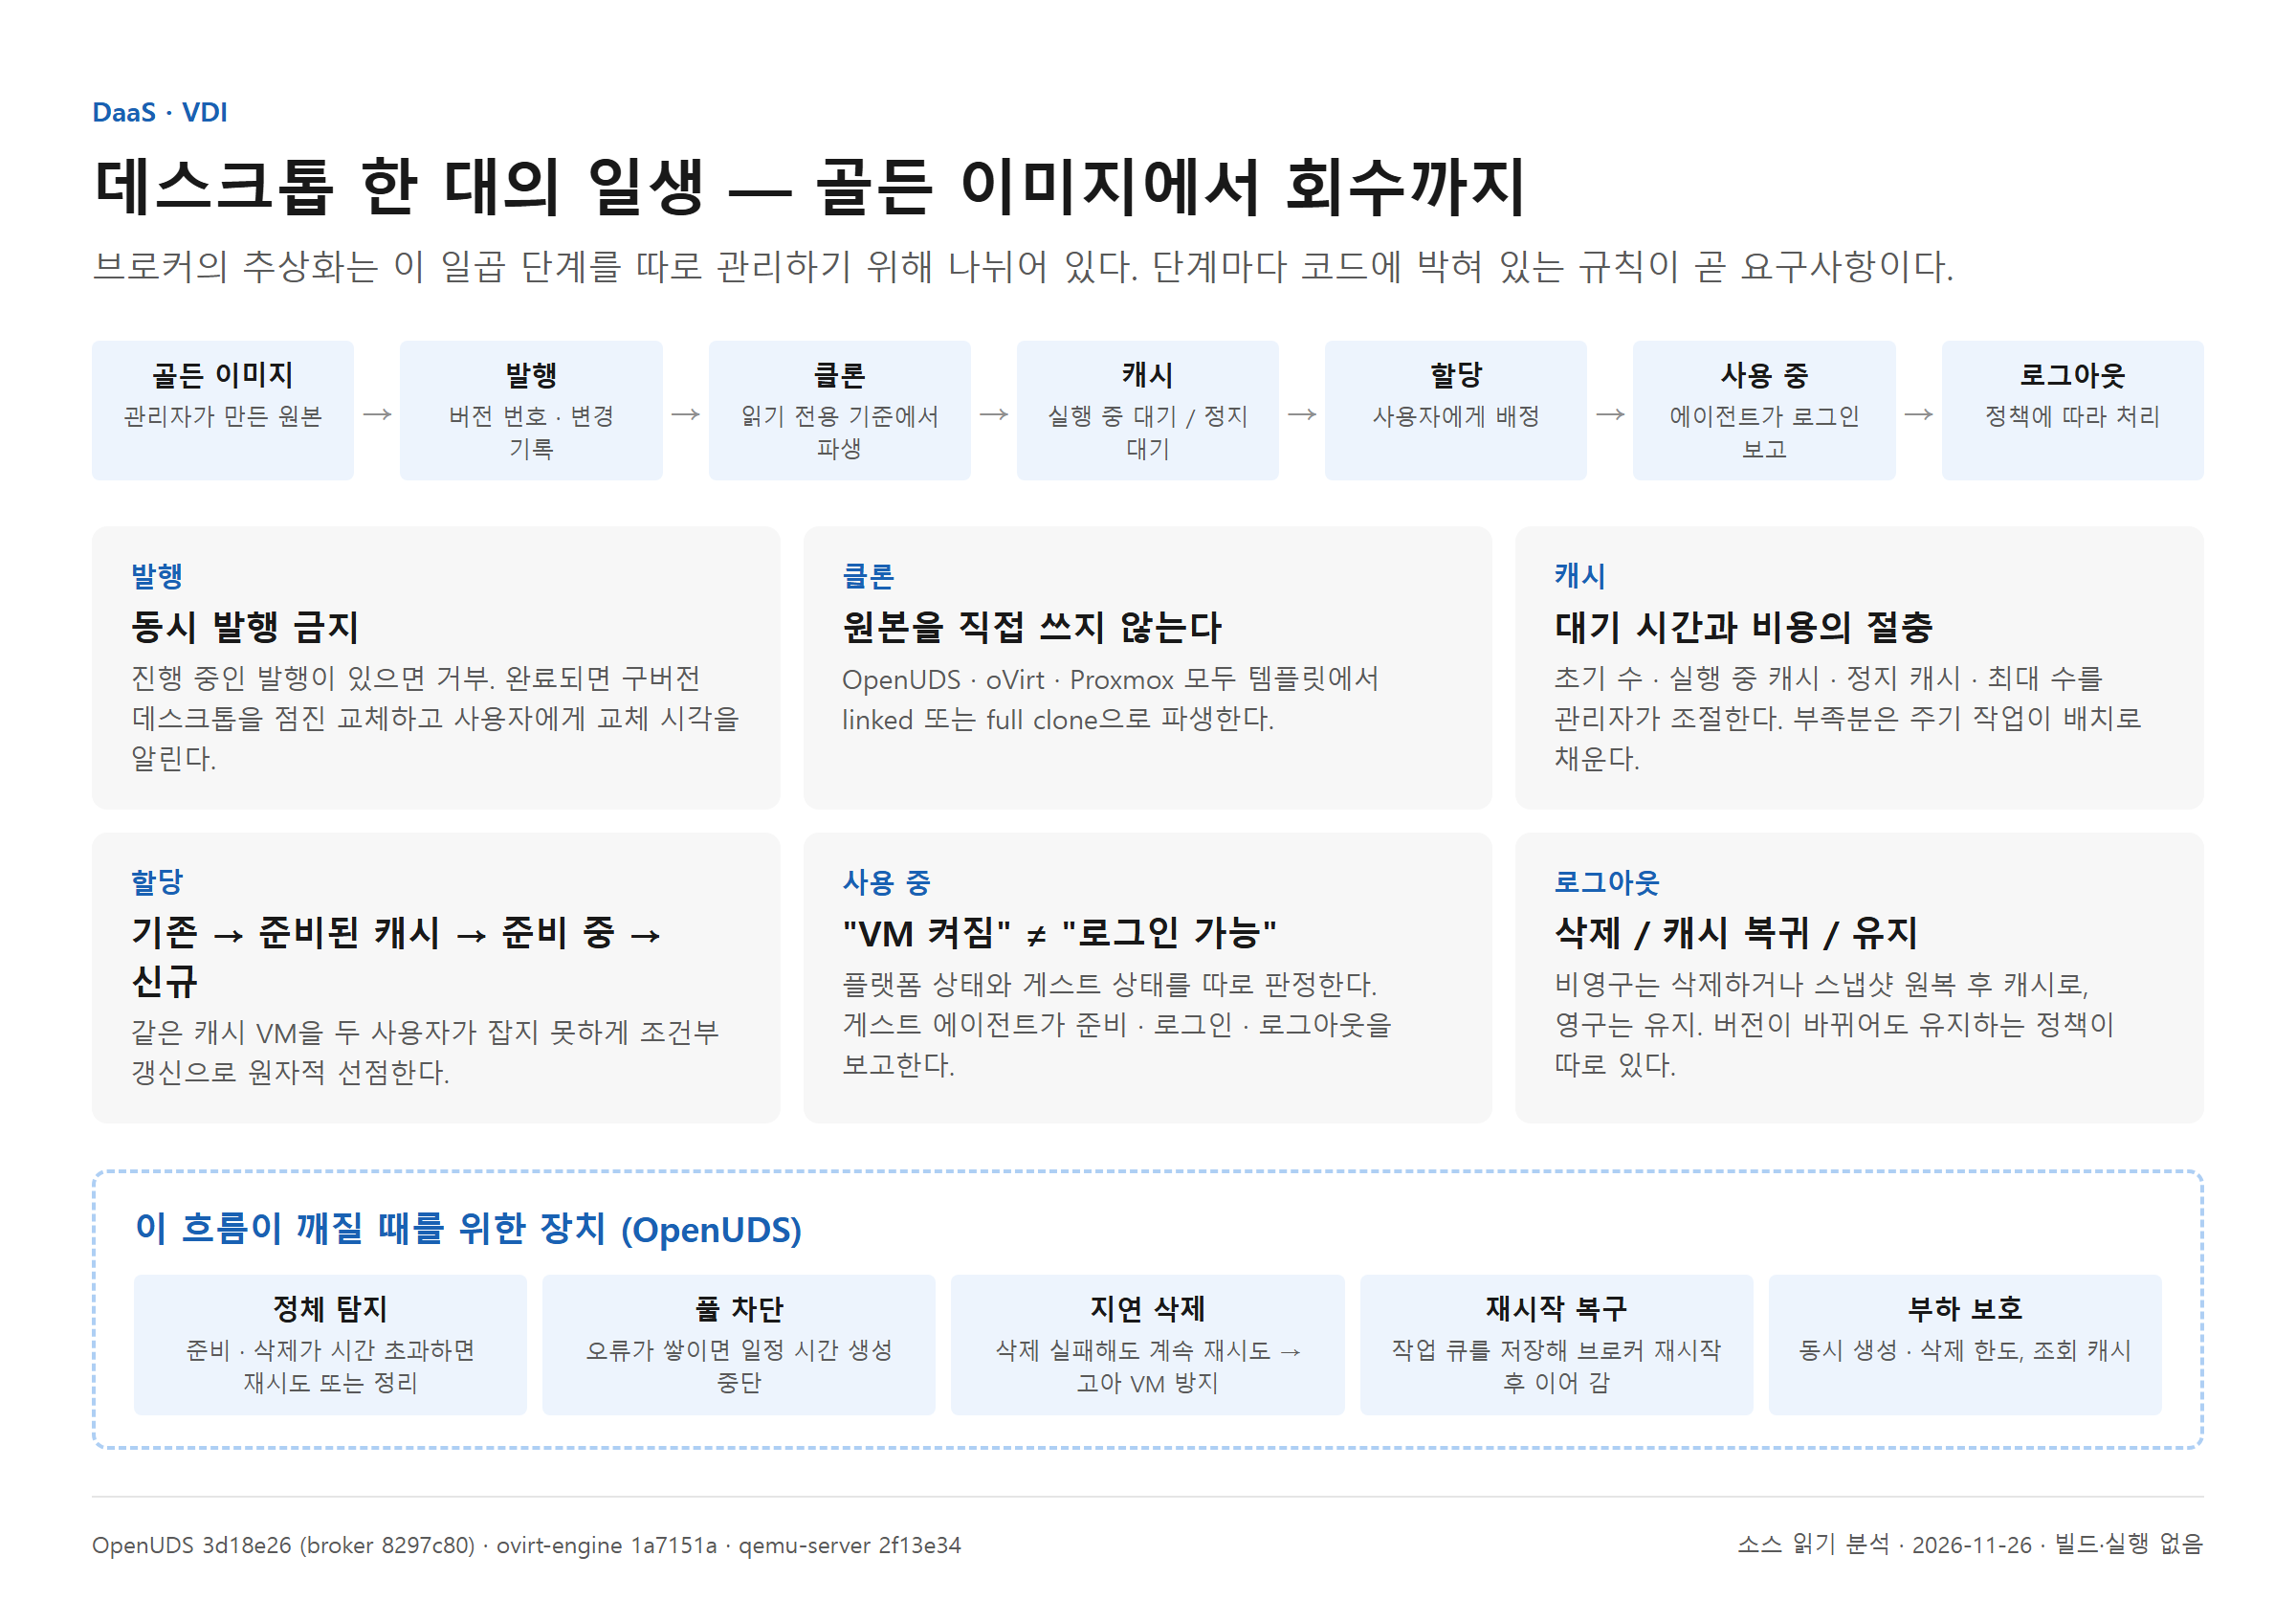 DaaS · VDI
데스크톱 한 대의 일생 — 골든 이미지에서 회수까지
브로커의 추상화는 이 일곱 단계를 따로 관리하기 위해 나뉘어 있다. 단계마다 코드에 박혀 있는 규칙이 곧 요구사항이다.
골든 이미지
관리자가 만든 원본
→
발행
버전 번호 · 변경
기록
→
클론
읽기 전용 기준에서
파생
→
캐시
실행 중 대기 / 정지
대기
→
할당
사용자에게 배정
→
사용 중
에이전트가 로그인
보고
→
로그아웃
정책에 따라 처리
발행
동시 발행 금지
진행 중인 발행이 있으면 거부. 완료되면 구버전
데스크톱을 점진 교체하고 사용자에게 교체 시각을
알린다.
클론
원본을 직접 쓰지 않는다
OpenUDS · oVirt · Proxmox 모두 템플릿에서
linked 또는 full clone으로 파생한다.
캐시
대기 시간과 비용의 절충
초기 수 · 실행 중 캐시 · 정지 캐시 · 최대 수를
관리자가 조절한다. 부족분은 주기 작업이 배치로
채운다.
할당
기존 → 준비된 캐시 → 준비 중 →
신규
같은 캐시 VM을 두 사용자가 잡지 못하게 조건부
갱신으로 원자적 선점한다.
사용 중
"VM 켜짐" ≠ "로그인 가능"
플랫폼 상태와 게스트 상태를 따로 판정한다.
게스트 에이전트가 준비 · 로그인 · 로그아웃을
보고한다.
로그아웃
삭제 / 캐시 복귀 / 유지
비영구는 삭제하거나 스냅샷 원복 후 캐시로,
영구는 유지. 버전이 바뀌어도 유지하는 정책이
따로 있다.
이 흐름이 깨질 때를 위한 장치 (OpenUDS)
정체 탐지
준비 · 삭제가 시간 초과하면
재시도 또는 정리
풀 차단
오류가 쌓이면 일정 시간 생성
중단
지연 삭제
삭제 실패해도 계속 재시도 →
고아 VM 방지
재시작 복구
작업 큐를 저장해 브로커 재시작
후 이어 감
부하 보호
동시 생성 · 삭제 한도, 조회 캐시
OpenUDS 3d18e26 (broker 8297c80) · ovirt-engine 1a7151a · qemu-server 2f13e34
소스 읽기 분석 · 2026-11-26 · 빌드·실행 없음